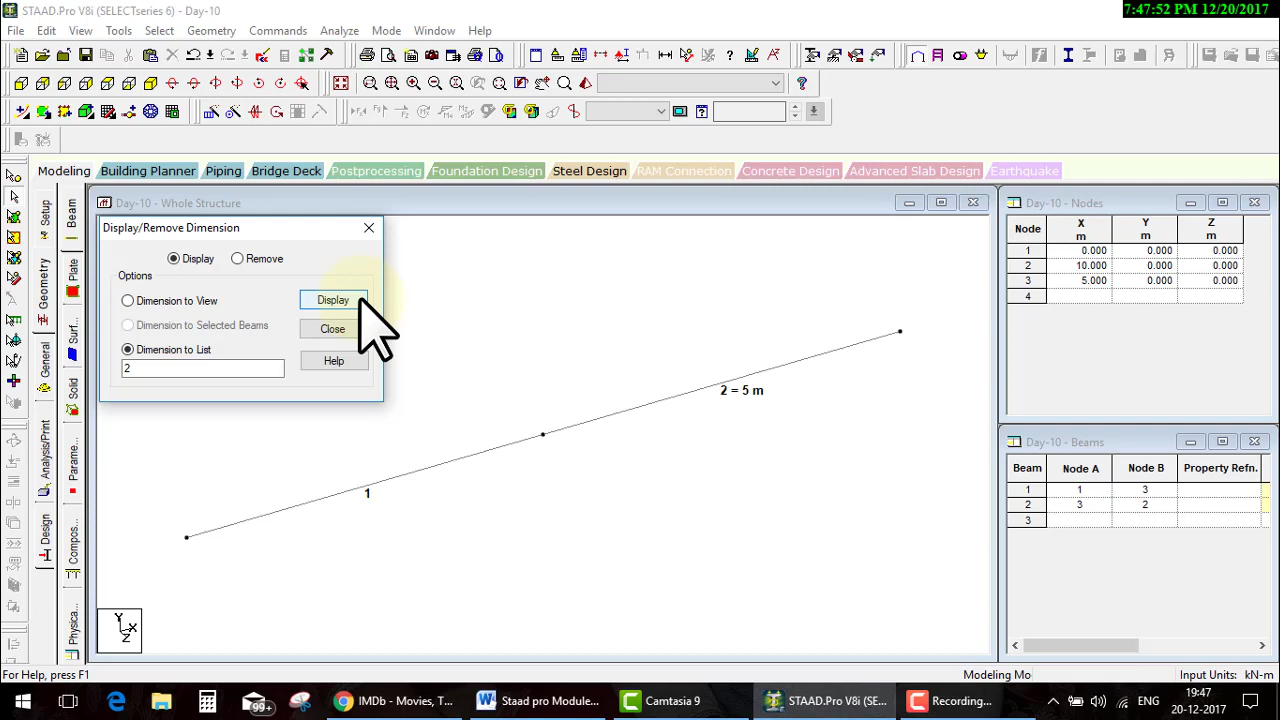 STAAD.Pro V8i (SELECTseries 6) - Day-10
7:47:52 PM 12/20/2017
File Edit View Tools Select Geometry Commands Analyze Mode Window Help
Modeling Building Planner Piping Bridge Deck Postprocessing Foundation Design Steel Design RAM Connection Concrete Design Advanced Slab Design Earthquake
Setup
Geometry
General
Analysis/Print
Design
Beam
Plate
Surf...
Solid
Parame...
Compos...
Physica...
Day-10 - Whole Structure
Display/Remove Dimension
Display Remove
Options
Dimension to View
Display
Dimension to Selected Beams
Close
Dimension to List
Help
2
2 = 5 m
1
Y
X
Z
Day-10 - Nodes
Node X m Y m Z m
1 0.000 0.000 0.000
2 10.000 0.000 0.000
3 5.000 0.000 0.000
4
Day-10 - Beams
Beam Node A Node B Property Refn.
1 1 3
2 3 2
3
For Help, press F1
Modeling Mo
Input Units: kN-m
99+
IMDb - Movies, T...
Staad pro Module...
Camtasia 9
STAAD.Pro V8i (SE...
Recording...
ENG
19:47
20-12-2017